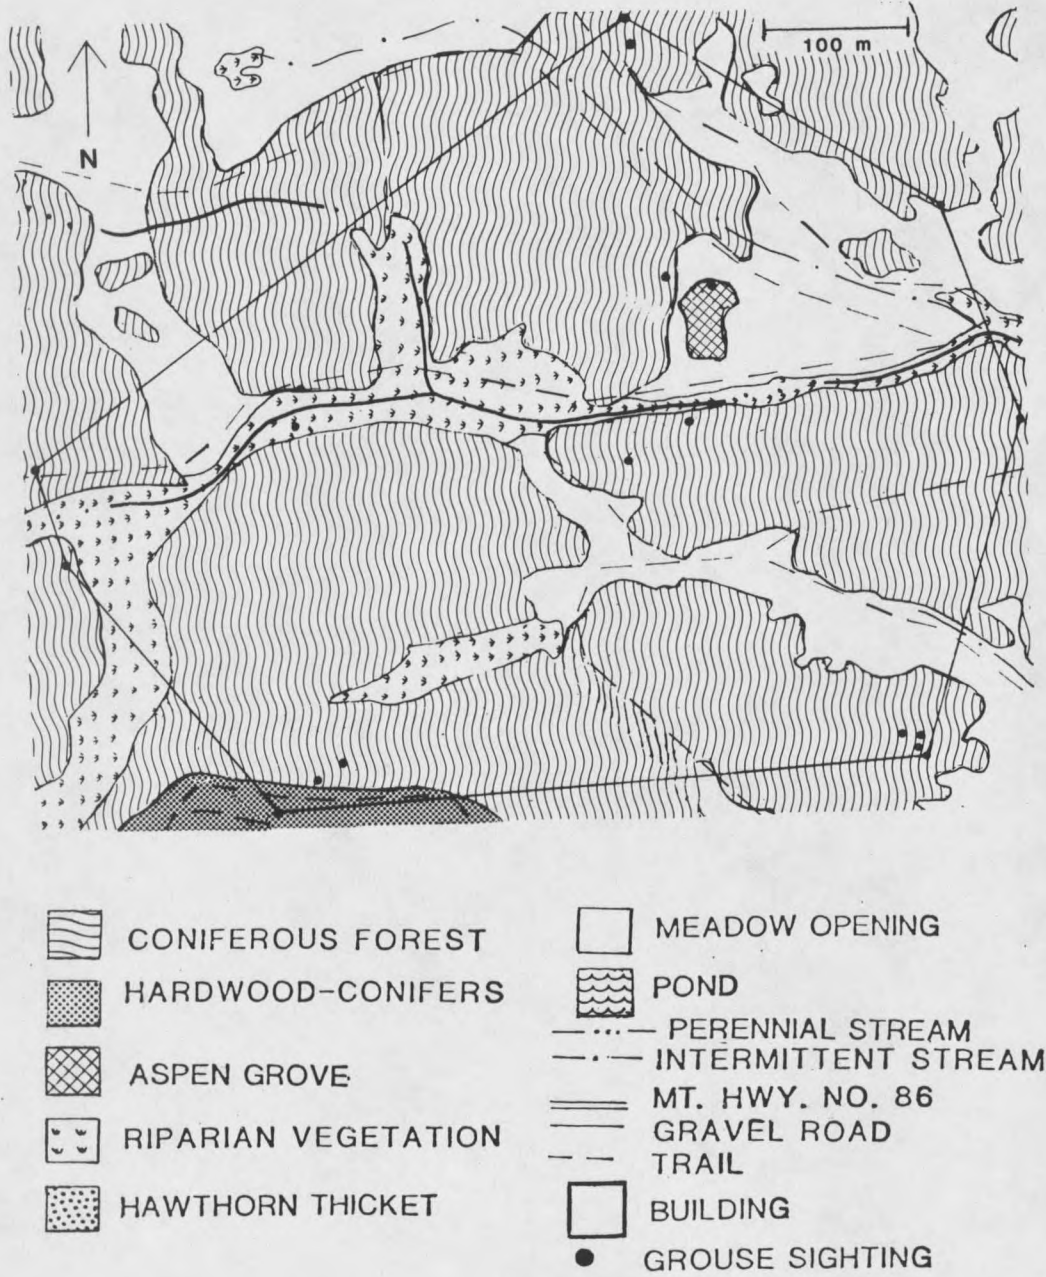 100 m
N
CONIFEROUS FOREST
HARDWOOD-CONIFERS
ASPEN GROVE
RIPARIAN VEGETATION
HAWTHORN THICKET
MEADOW OPENING
POND
PERENNIAL STREAM
INTERMITTENT STREAM
MT. HWY. NO. 86
GRAVEL ROAD
TRAIL
BUILDING
GROUSE SIGHTING